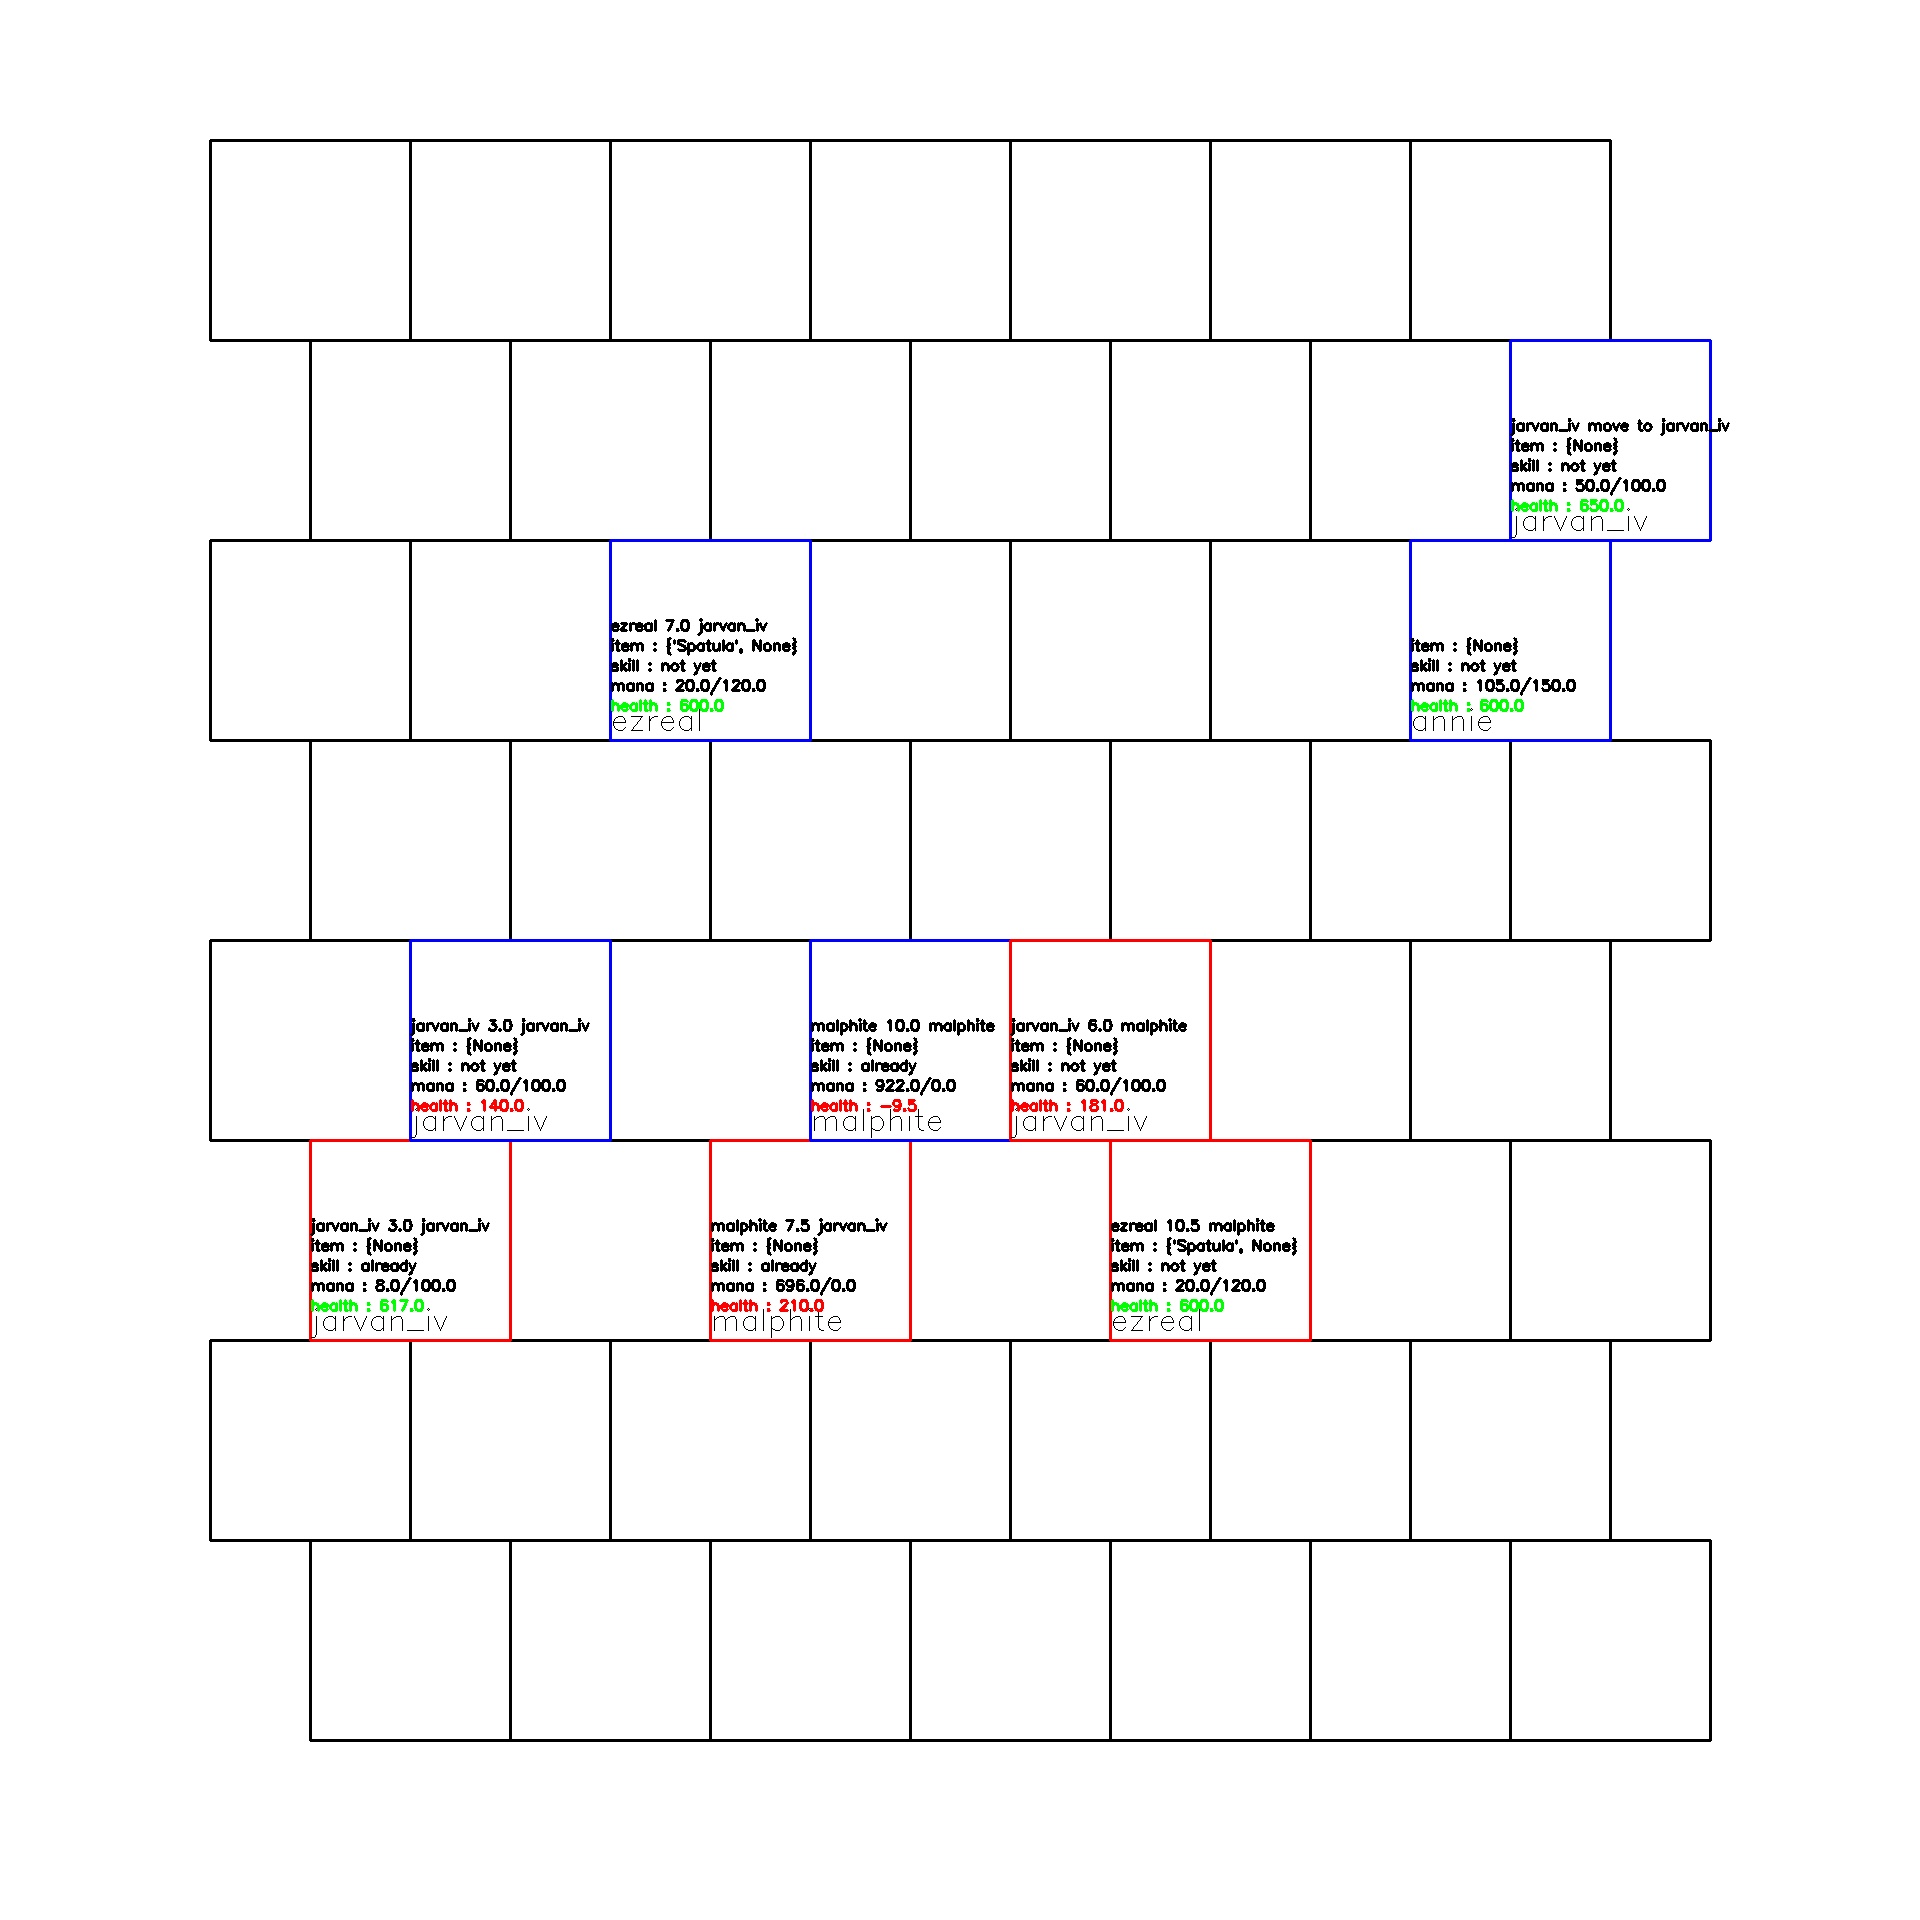 jarvan_iv move to jarvan_iv
item : {None}
skill : not yet
mana : 50.0/100.0
health : 650.0
jarvan_iv
ezreal 7.0 jarvan_iv
item : {'Spatula', None}
skill : not yet
mana : 20.0/120.0
health : 600.0
ezreal
item : {None}
skill : not yet
mana : 105.0/150.0
health : 600.0
annie
jarvan_iv 3.0 jarvan_iv
item : {None}
skill : not yet
mana : 60.0/100.0
health : 140.0
jarvan_iv
malphite 10.0 malphite
item : {None}
skill : already
mana : 922.0/0.0
health : -9.5
malphite
jarvan_iv 6.0 malphite
item : {None}
skill : not yet
mana : 60.0/100.0
health : 181.0
jarvan_iv
jarvan_iv 3.0 jarvan_iv
item : {None}
skill : already
mana : 8.0/100.0
health : 617.0
jarvan_iv
malphite 7.5 jarvan_iv
item : {None}
skill : already
mana : 696.0/0.0
health : 210.0
malphite
ezreal 10.5 malphite
item : {'Spatula', None}
skill : not yet
mana : 20.0/120.0
health : 600.0
ezreal